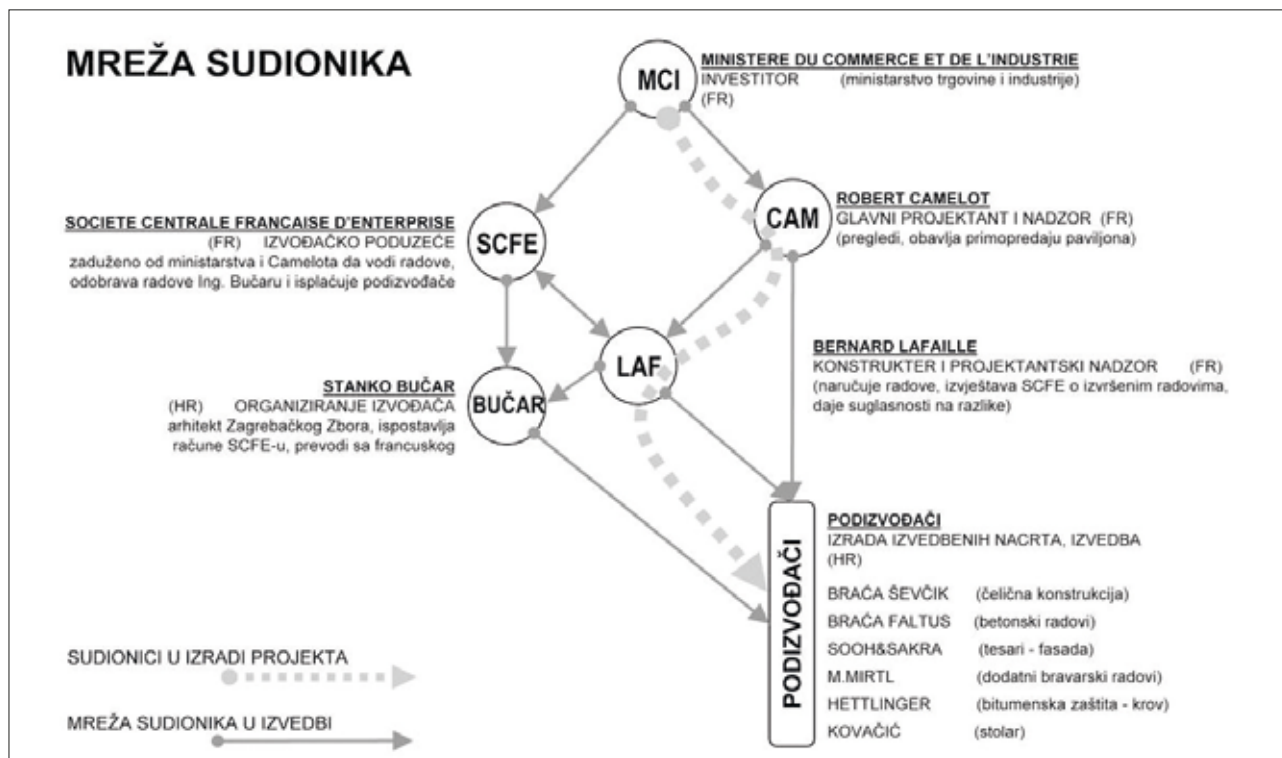 MREŽA SUDIONIKA
MCI
MINISTERE DU COMMERCE ET DE L'INDUSTRIE
INVESTITOR (ministarstvo trgovine i industrije)
(FR)
SOCIETE CENTRALE FRANCAISE D'ENTERPRISE
(FR) IZVOĐAČKO PODUZEĆE
zaduženo od ministarstva i Camelota da vodi radove,
odobrava radove Ing. Bučaru i isplaćuje podizvođače
SCFE
CAM
ROBERT CAMELOT
GLAVNI PROJEKTANT I NADZOR (FR)
(pregledi, obavlja primopredaju paviljona)
STANKO BUČAR
(HR) ORGANIZIRANJE IZVOĐAČA
arhitekt Zagrebačkog Zbora, ispostavlja
račune SCFE-u, prevodi sa francuskog
BUČAR
LAF
BERNARD LAFAILLE
KONSTRUKTER I PROJEKTANTSKI NADZOR (FR)
(naručuje radove, izvještava SCFE o izvršenim radovima,
daje suglasnosti na razlike)
PODIZVOĐAČI
PODIZVOĐAČI
IZRADA IZVEDBENIH NACRTA, IZVEDBA
(HR)
BRAĆA ŠEVČIK (čelična konstrukcija)
BRAĆA FALTUS (betonski radovi)
SOOH&SAKRA (tesari - fasada)
M.MIRTL (dodatni bravarski radovi)
HETTLINGER (bitumenska zaštita - krov)
KOVAČIĆ (stolar)
SUDIONICI U IZRADI PROJEKTA
MREŽA SUDIONIKA U IZVEDBI